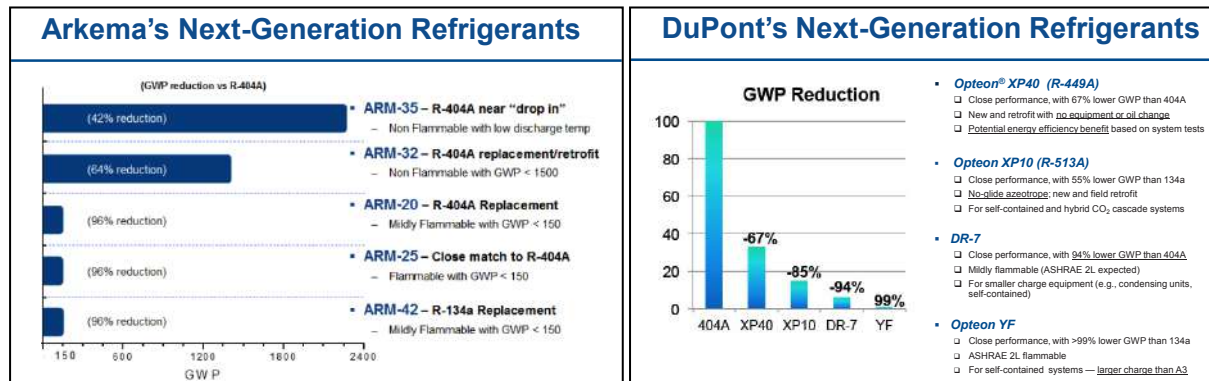 Arkema's Next-Generation Refrigerants
(GWP reduction vs R-404A)
(42% reduction)
(64% reduction)
(96% reduction)
(96% reduction)
(96% reduction)
150 600 1200 1800 2400
GWP
▪ ARM-35 – R-404A near “drop in”
– Non Flammable with low discharge temp
▪ ARM-32 – R-404A replacement/retrofit
– Non Flammable with GWP < 1500
▪ ARM-20 – R-404A Replacement
– Mildly Flammable with GWP < 150
▪ ARM-25 – Close match to R-404A
– Flammable with GWP < 150
▪ ARM-42 – R-134a Replacement
– Mildly Flammable with GWP < 150
DuPont's Next-Generation Refrigerants
GWP Reduction
100
80
60
40
20
0
-67%
-85%
-94%
99%
404A XP40 XP10 DR-7 YF
▪ Opteon® XP40 (R-449A)
❑ Close performance, with 67% lower GWP than 404A
❑ New and retrofit with no equipment or oil change
❑ Potential energy efficiency benefit based on system tests
▪ Opteon XP10 (R-513A)
❑ Close performance, with 55% lower GWP than 134a
❑ No-glide azeotrope; new and field retrofit
❑ For self-contained and hybrid CO₂ cascade systems
▪ DR-7
❑ Close performance, with 94% lower GWP than 404A
❑ Mildly flammable (ASHRAE 2L expected)
❑ For smaller charge equipment (e.g., condensing units,
self-contained)
▪ Opteon YF
❑ Close performance, with >99% lower GWP than 134a
❑ ASHRAE 2L flammable
❑ For self-contained systems — larger charge than A3